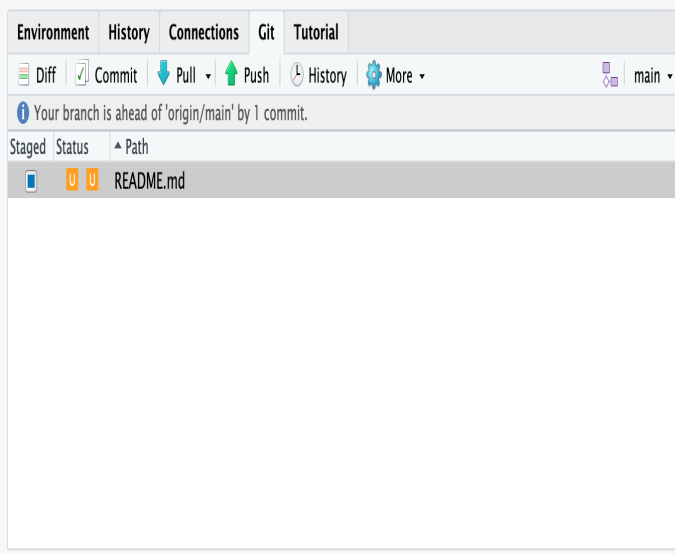 Environment History Connections Git Tutorial
Diff Commit Pull Push History More main
Your branch is ahead of 'origin/main' by 1 commit.
Staged Status Path
U U README.md